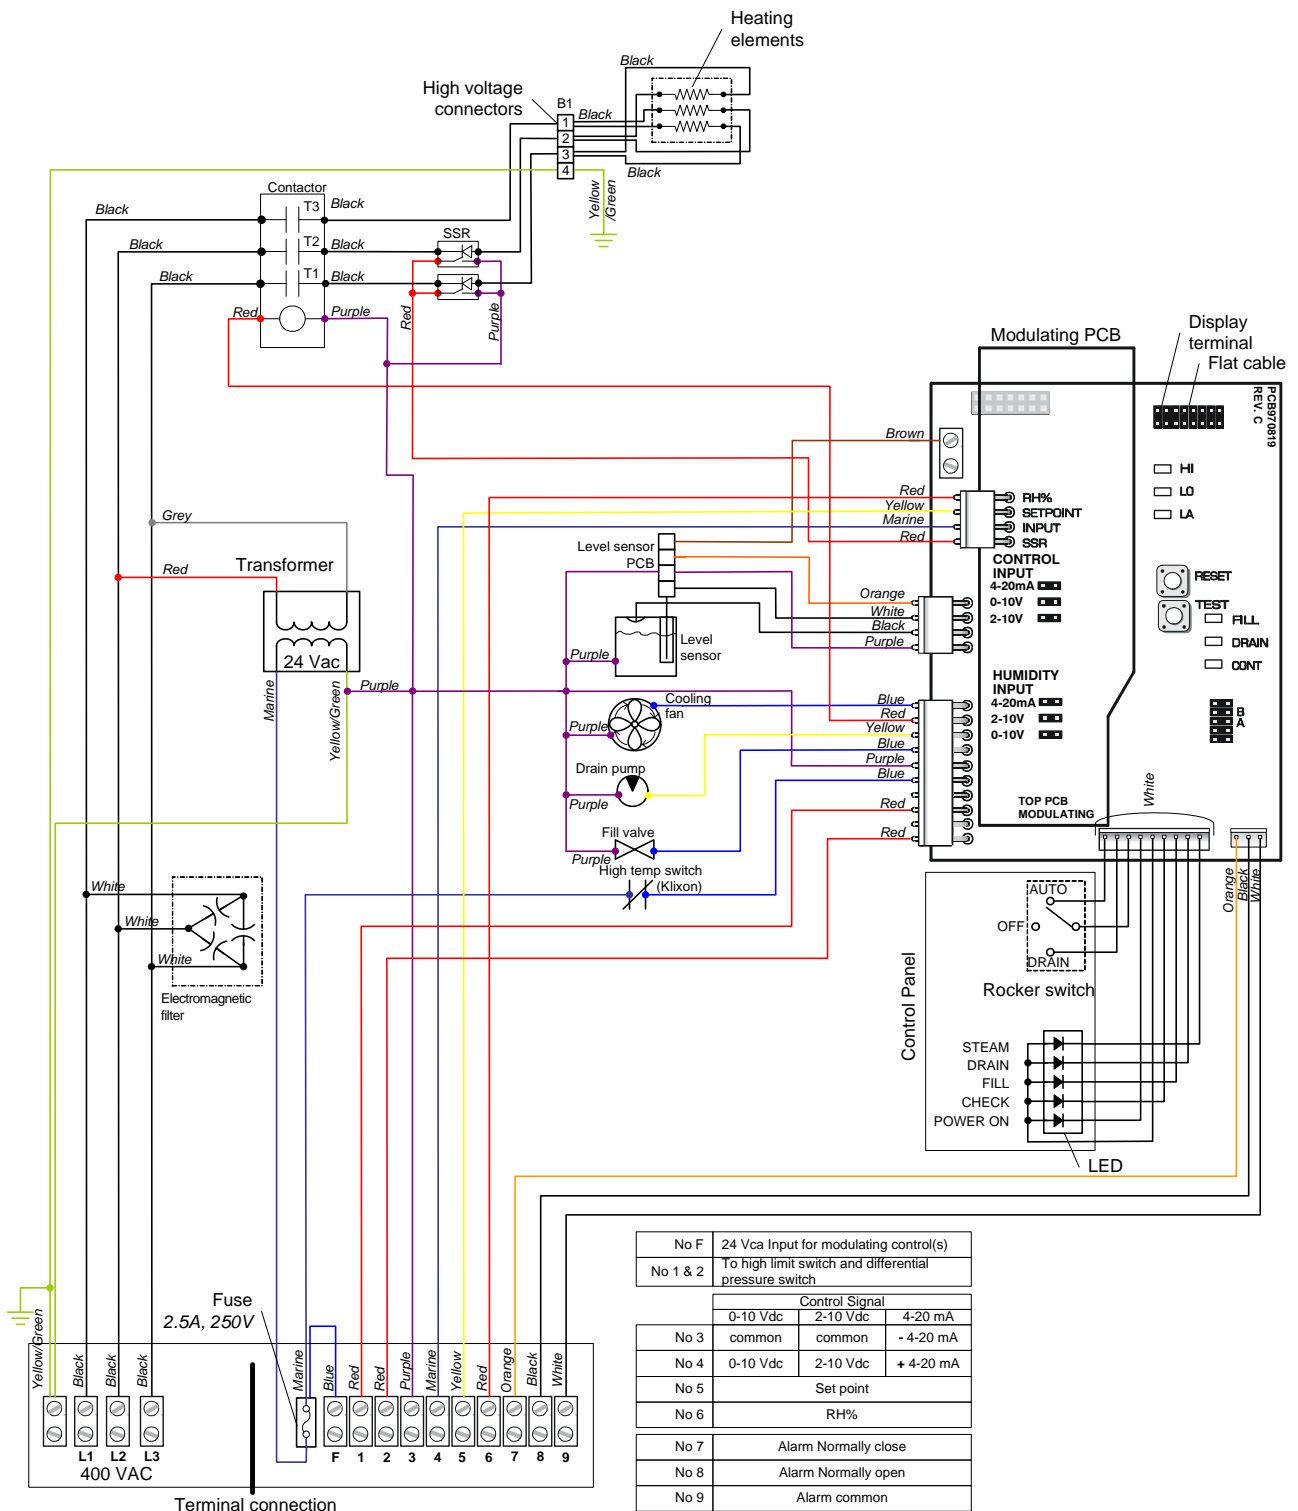 Heating
elements
Black
High voltage
connectors
B1
Black
1
2
3
4
Black
Yellow
/Green
Contactor
Black
T3
Black
Black
T2
Black
SSR
Black
T1
Black
Red
Purple
Red
Purple
Modulating PCB
Display
terminal
Flat cable
PCB970819
REV. C
Brown
HI
LO
LA
Red
RH%
Yellow
SETPOINT
Marine
INPUT
Red
SSR
Grey
Level sensor
PCB
CONTROL
INPUT
4-20mA
0-10V
2-10V
RESET
TEST
FILL
DRAIN
CONT
Red
Transformer
Orange
White
Black
Purple
24 Vac
Purple
Level
sensor
Marine
Yellow/Green
Purple
HUMIDITY
INPUT
4-20mA
2-10V
0-10V
B
A
Cooling
fan
Purple
Blue
Red
Yellow
Blue
Purple
Blue
Red
Red
Drain pump
Purple
Fill valve
Purple
High temp switch
(Klixon)
TOP PCB
MODULATING
White
White
White
White
Electromagnetic
filter
Orange
Black
White
AUTO
OFF
DRAIN
Rocker switch
Control Panel
STEAM
DRAIN
FILL
CHECK
POWER ON
LED
No F 24 Vca Input for modulating control(s)
No 1 & 2 To high limit switch and differential
pressure switch
Control Signal
0-10 Vdc 2-10 Vdc 4-20 mA
No 3 common common - 4-20 mA
No 4 0-10 Vdc 2-10 Vdc + 4-20 mA
No 5 Set point
No 6 RH%
No 7 Alarm Normally close
No 8 Alarm Normally open
No 9 Alarm common
Fuse
2.5A, 250V
Yellow/Green
Black
Black
Black
Marine
Blue
Red
Red
Purple
Marine
Yellow
Red
Orange
Black
White
L1 L2 L3
F 1 2 3 4 5 6 7 8 9
400 VAC
Terminal connection